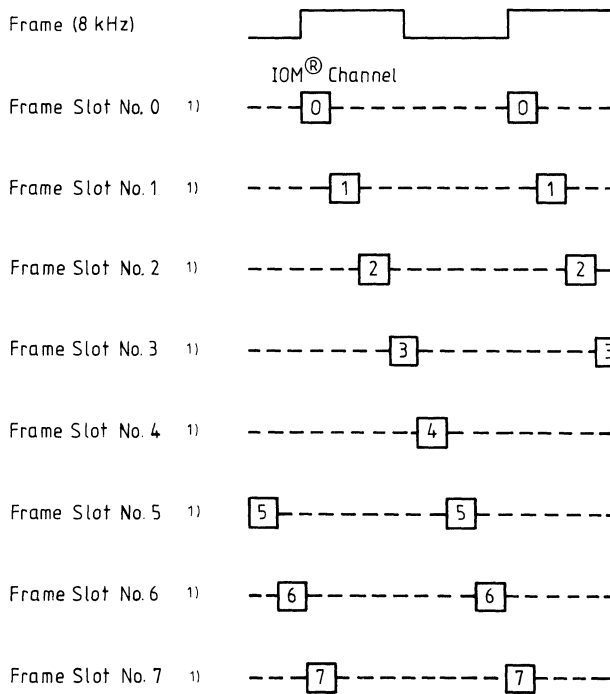 Frame (8 kHz)
IOM® Channel
Frame Slot No. 0 1) 0 0
Frame Slot No. 1 1) 1 1
Frame Slot No. 2 1) 2 2
Frame Slot No. 3 1) 3 3
Frame Slot No. 4 1) 4
Frame Slot No. 5 1) 5 5
Frame Slot No. 6 1) 6 6
Frame Slot No. 7 1) 7 7